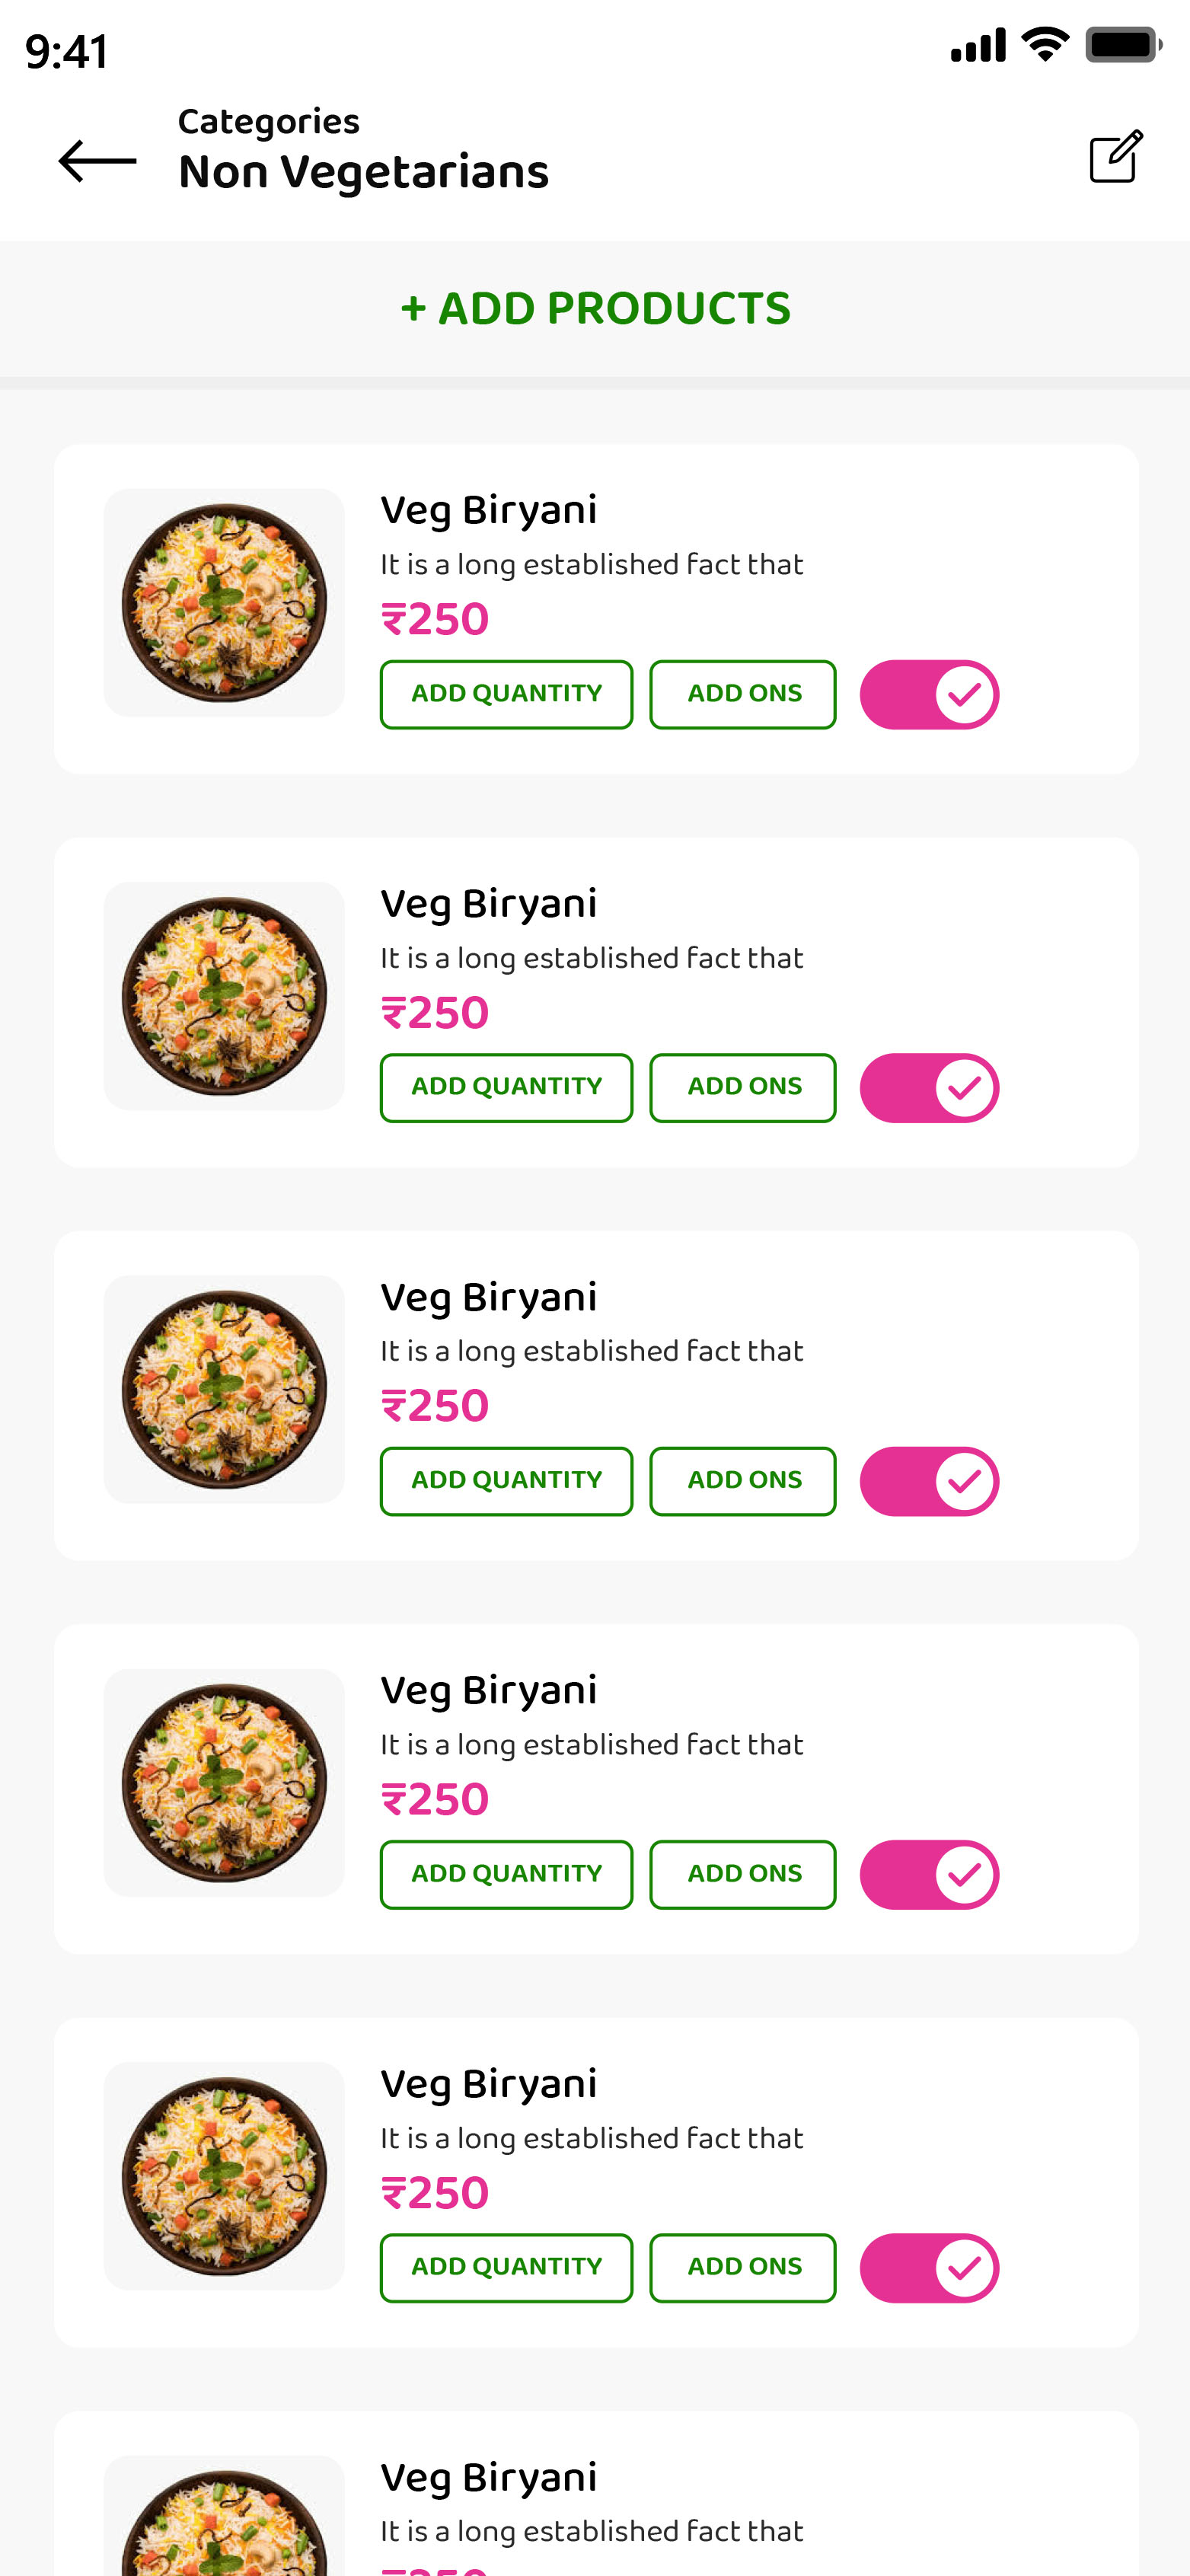 9:41
Categories
Non Vegetarians
+ ADD PRODUCTS
Veg Biryani
It is a long established fact that
₹250
ADD QUANTITY ADD ONS
Veg Biryani
It is a long established fact that
₹250
ADD QUANTITY ADD ONS
Veg Biryani
It is a long established fact that
₹250
ADD QUANTITY ADD ONS
Veg Biryani
It is a long established fact that
₹250
ADD QUANTITY ADD ONS
Veg Biryani
It is a long established fact that
₹250
ADD QUANTITY ADD ONS
Veg Biryani
It is a long established fact that